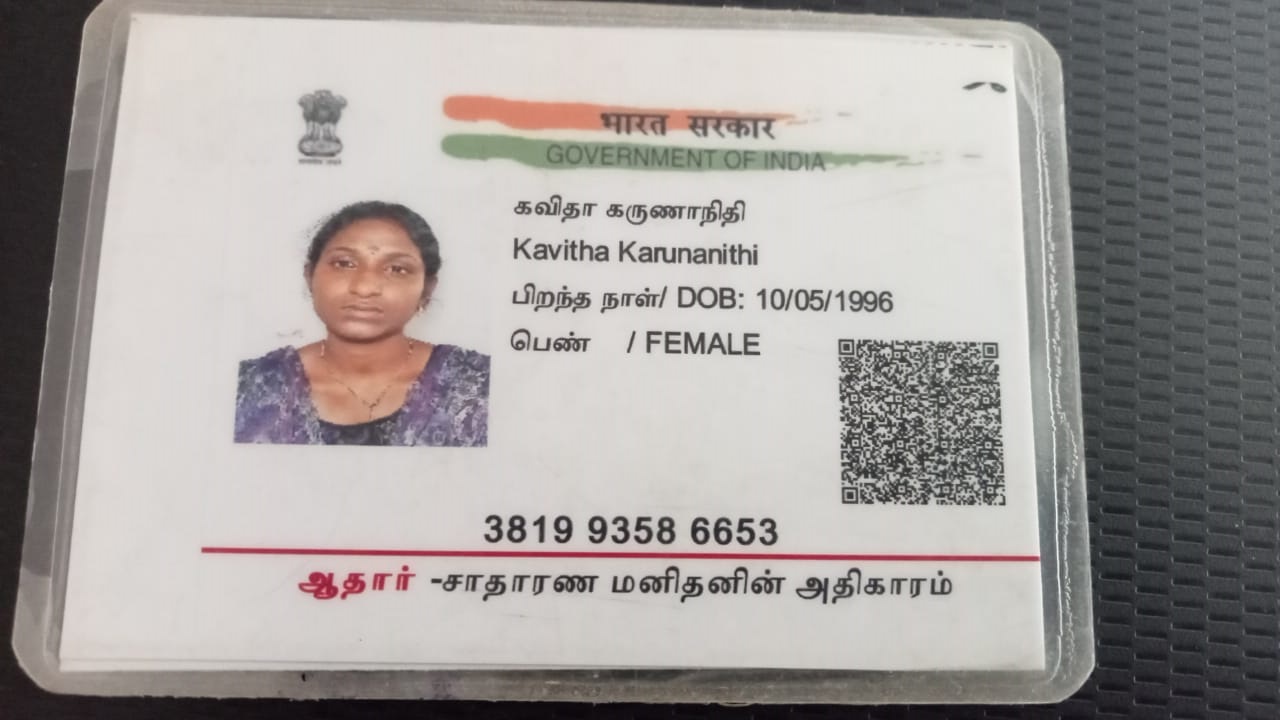 भारत सरकार
GOVERNMENT OF INDIA
கவிதா கருணாநிதி
Kavitha Karunanithi
பிறந்த நாள்/ DOB: 10/05/1996
பெண் / FEMALE
3819 9358 6653
ஆதார் -சாதாரண மனிதனின் அதிகாரம்